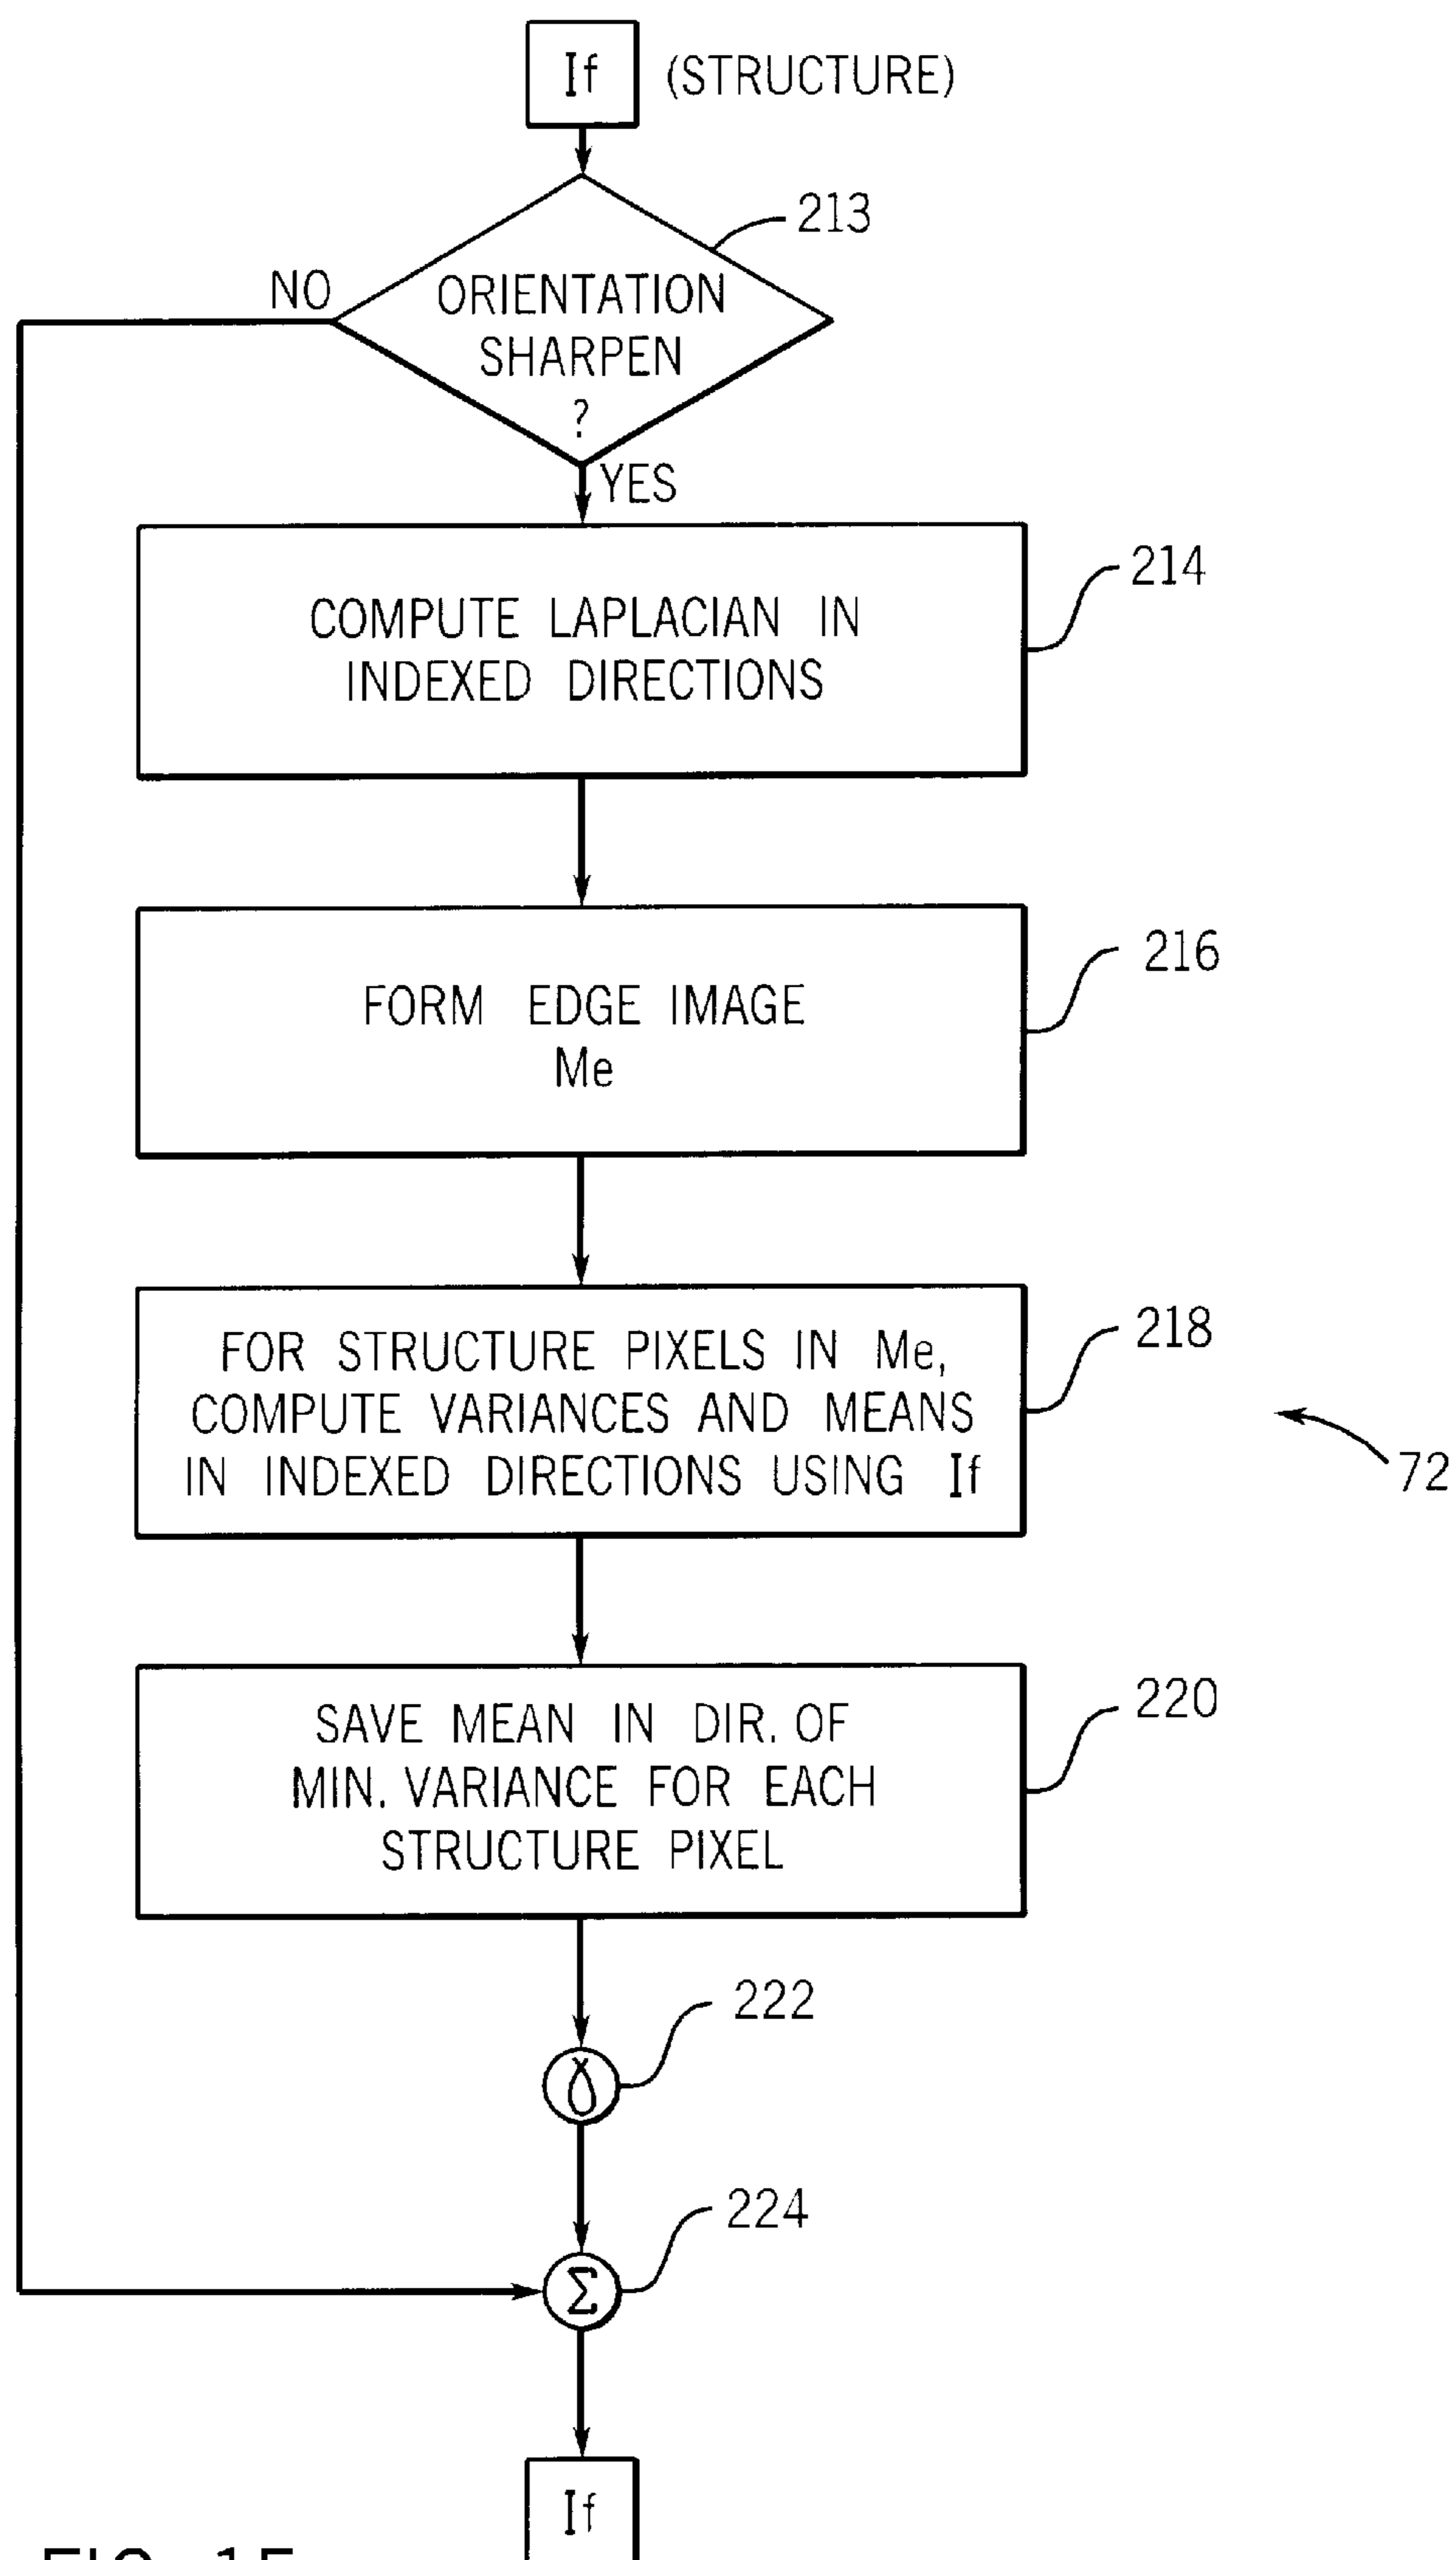 If (STRUCTURE)
213
NO
ORIENTATION
SHARPEN
?
YES
214
COMPUTE LAPLACIAN IN
INDEXED DIRECTIONS
216
FORM EDGE IMAGE
Me
218
FOR STRUCTURE PIXELS IN Me,
COMPUTE VARIANCES AND MEANS
IN INDEXED DIRECTIONS USING If
72
220
SAVE MEAN IN DIR. OF
MIN. VARIANCE FOR EACH
STRUCTURE PIXEL
222
γ
224
Σ
If